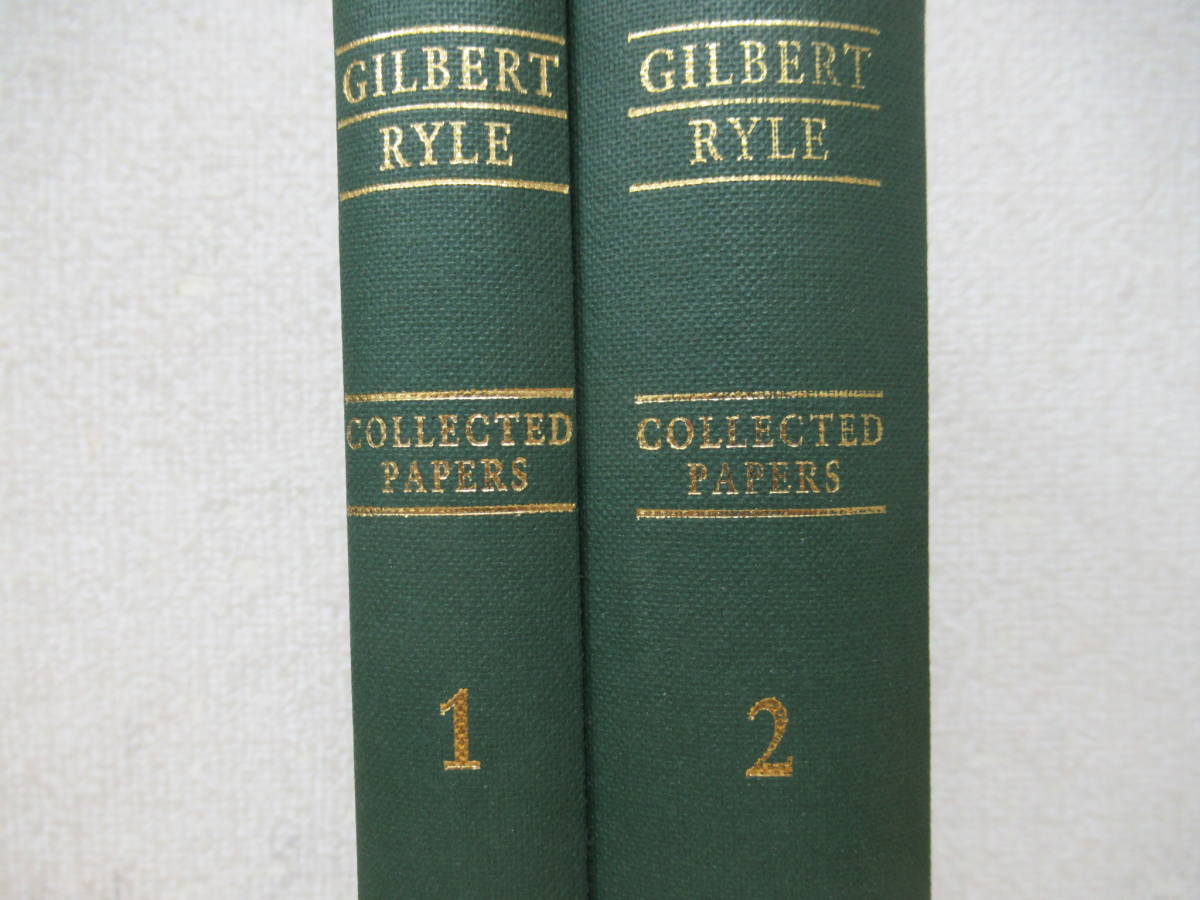 GILBERT
RYLE
COLLECTED
PAPERS
1
GILBERT
RYLE
COLLECTED
PAPERS
2